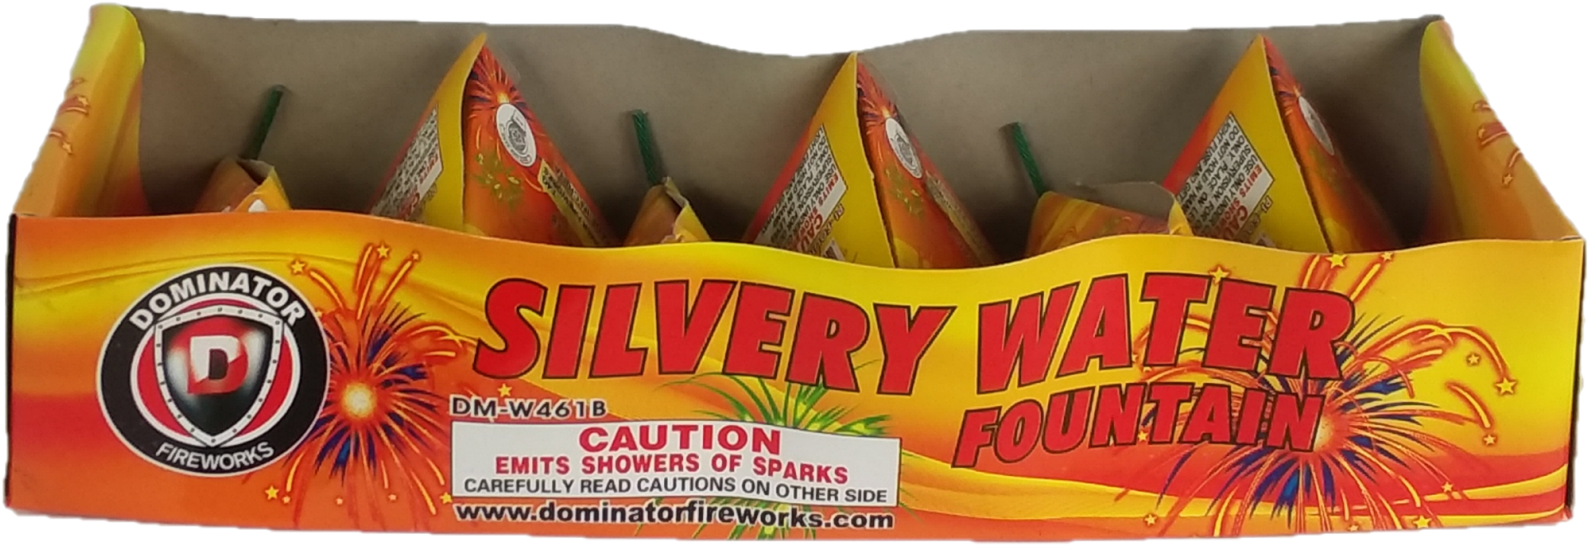 DOMINATOR
D
FIREWORKS
SILVERY WATER
FOUNTAIN
DM-W461B
CAUTION
EMITS SHOWERS OF SPARKS
CAREFULLY READ CAUTIONS ON OTHER SIDE
www.dominatorfireworks.com